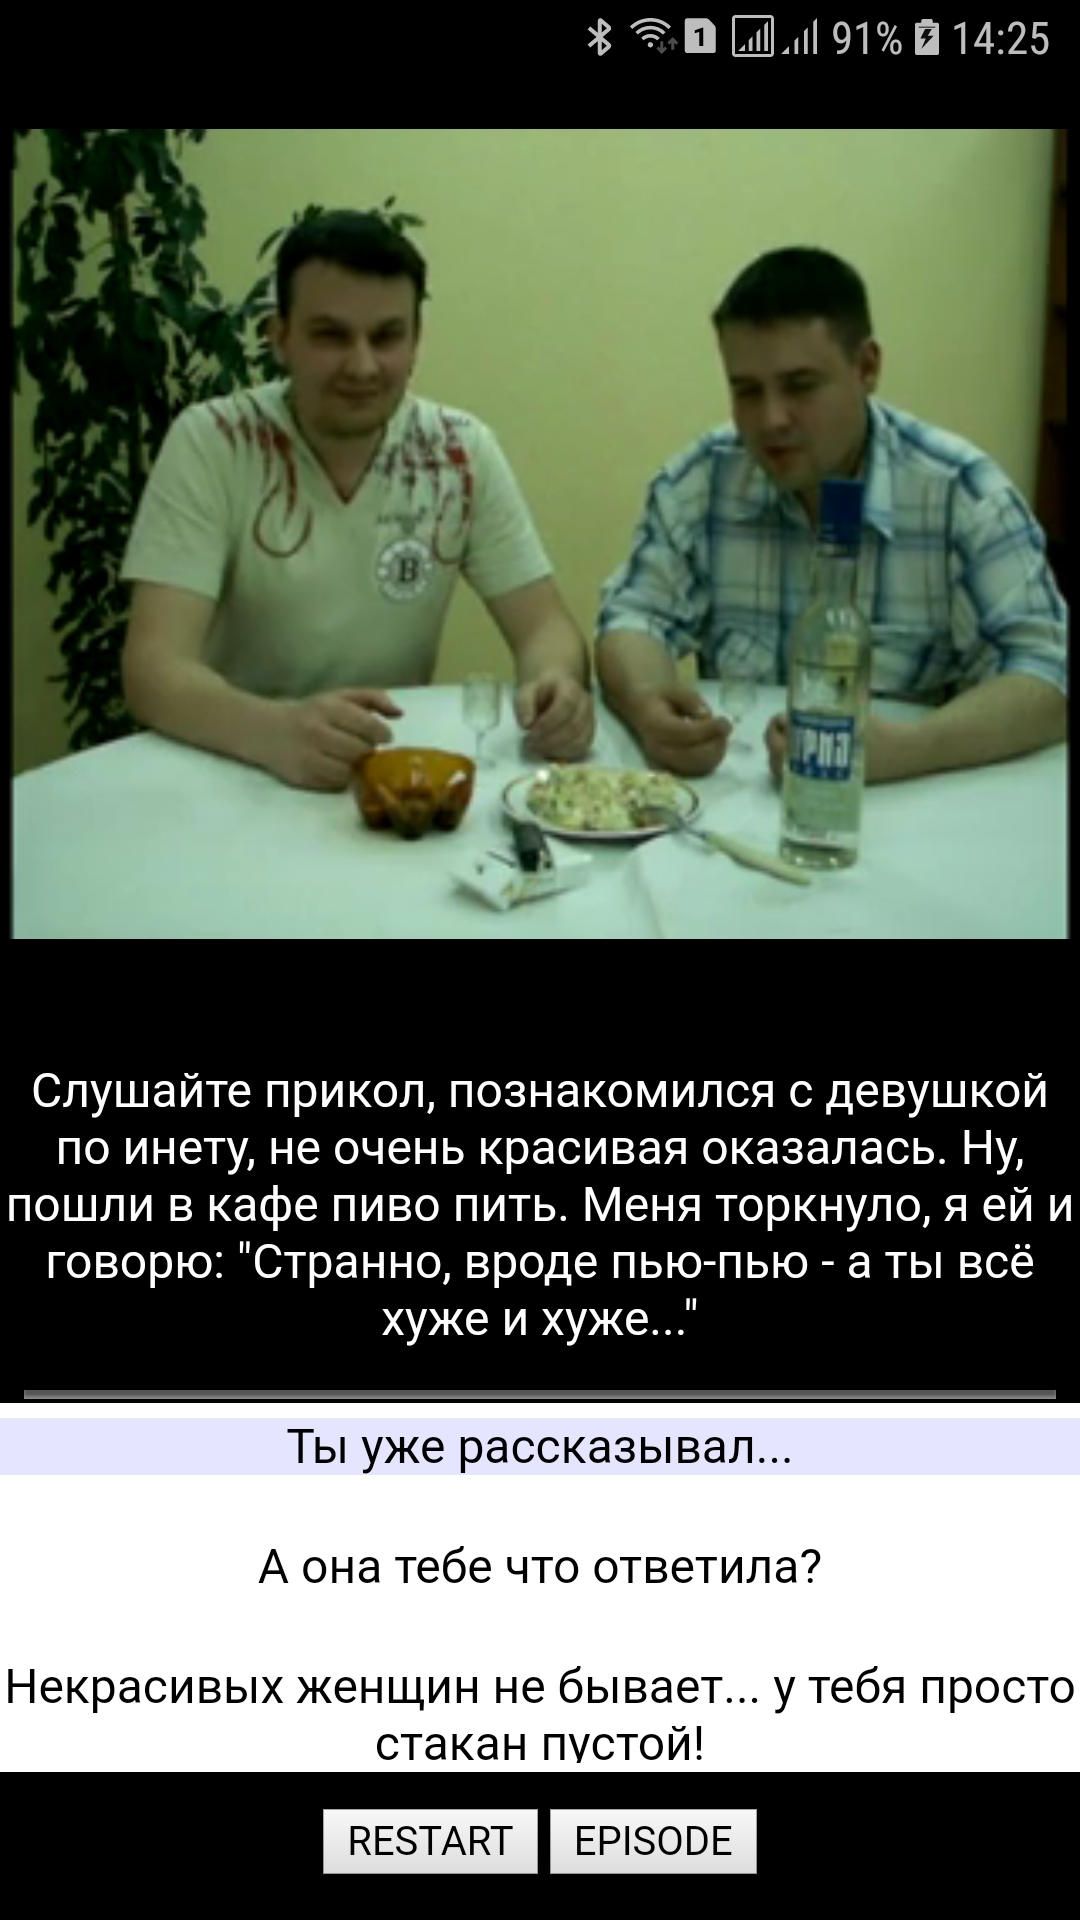 1 91% 14:25
B
Слушайте прикол, познакомился с девушкой
по инету, не очень красивая оказалась. Ну,
пошли в кафе пиво пить. Меня торкнуло, я ей и
говорю: "Странно, вроде пью-пью - а ты всё
хуже и хуже..."
Ты уже рассказывал...
А она тебе что ответила?
Некрасивых женщин не бывает... у тебя просто
стакан пустой!
RESTART EPISODE